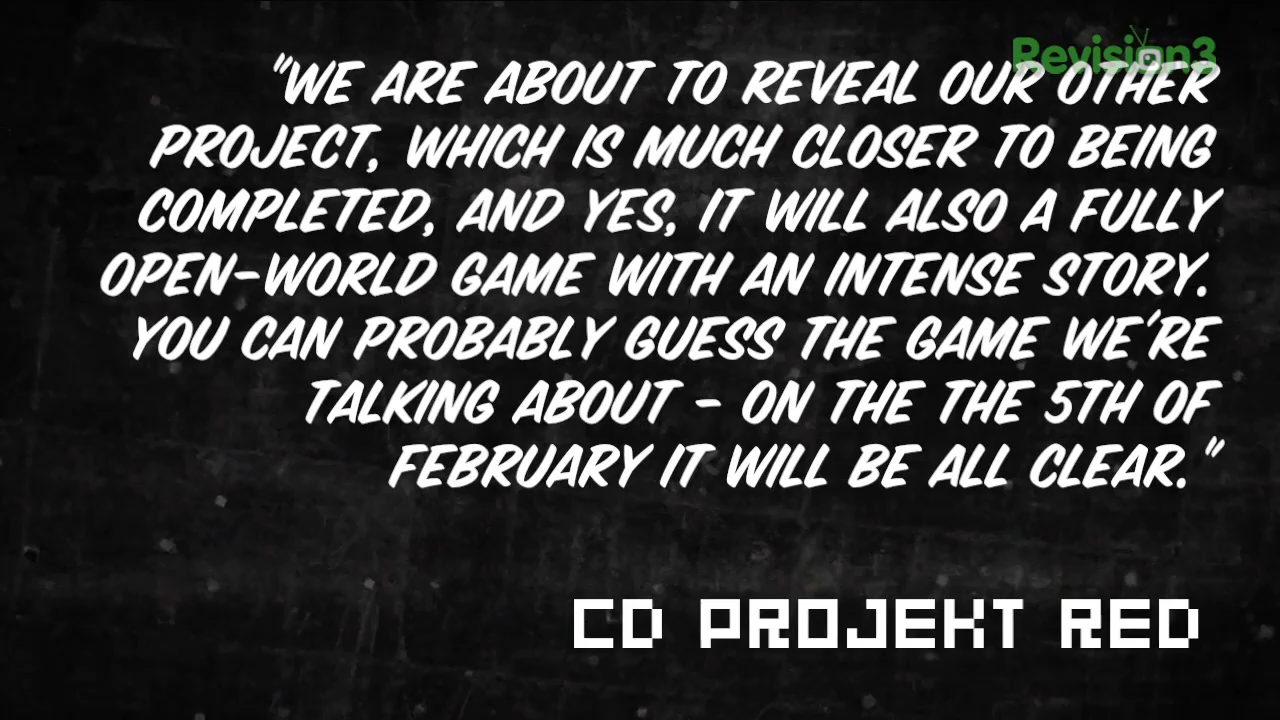 Revision3
"WE ARE ABOUT TO REVEAL OUR OTHER
PROJECT, WHICH IS MUCH CLOSER TO BEING
COMPLETED, AND YES, IT WILL ALSO A FULLY
OPEN-WORLD GAME WITH AN INTENSE STORY.
YOU CAN PROBABLY GUESS THE GAME WE'RE
TALKING ABOUT - ON THE THE 5TH OF
FEBRUARY IT WILL BE ALL CLEAR."
CD PROJEKT RED